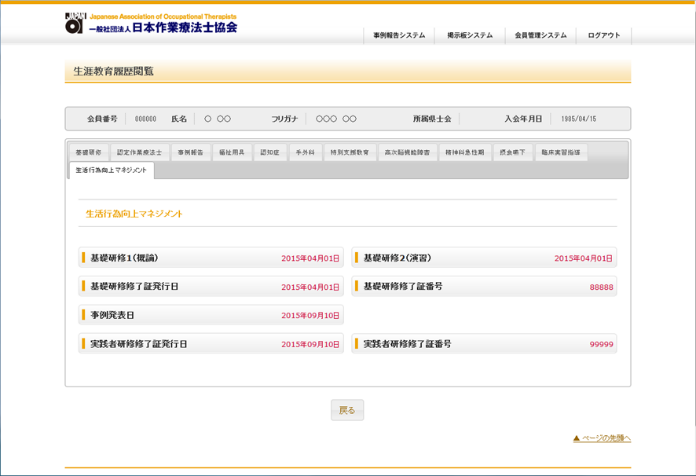 JAPAN
Japanese Association of Occupational Therapists
一般社団法人 日本作業療法士協会
事例報告システム 掲示板システム 会員管理システム ログアウト
生涯教育履歴閲覧
会員番号 000000 氏名 ○ ○○ フリガナ ○○○ ○○ 所属県士会 入会年月日 1985/04/15
基礎研修 認定作業療法士 事例報告 福祉用具 認知症 手外科 特別支援教育 高次脳機能障害 精神科急性期 摂食嚥下 臨床実習指導
生活行為向上マネジメント
生活行為向上マネジメント
基礎研修1(概論) 2015年04月01日 基礎研修2(演習) 2015年04月01日
基礎研修修了証発行日 2015年04月01日 基礎研修修了証番号 88888
事例発表日 2015年09月10日
実践者研修修了証発行日 2015年09月10日 実践者研修修了証番号 99999
戻る
▲ ページの先頭へ